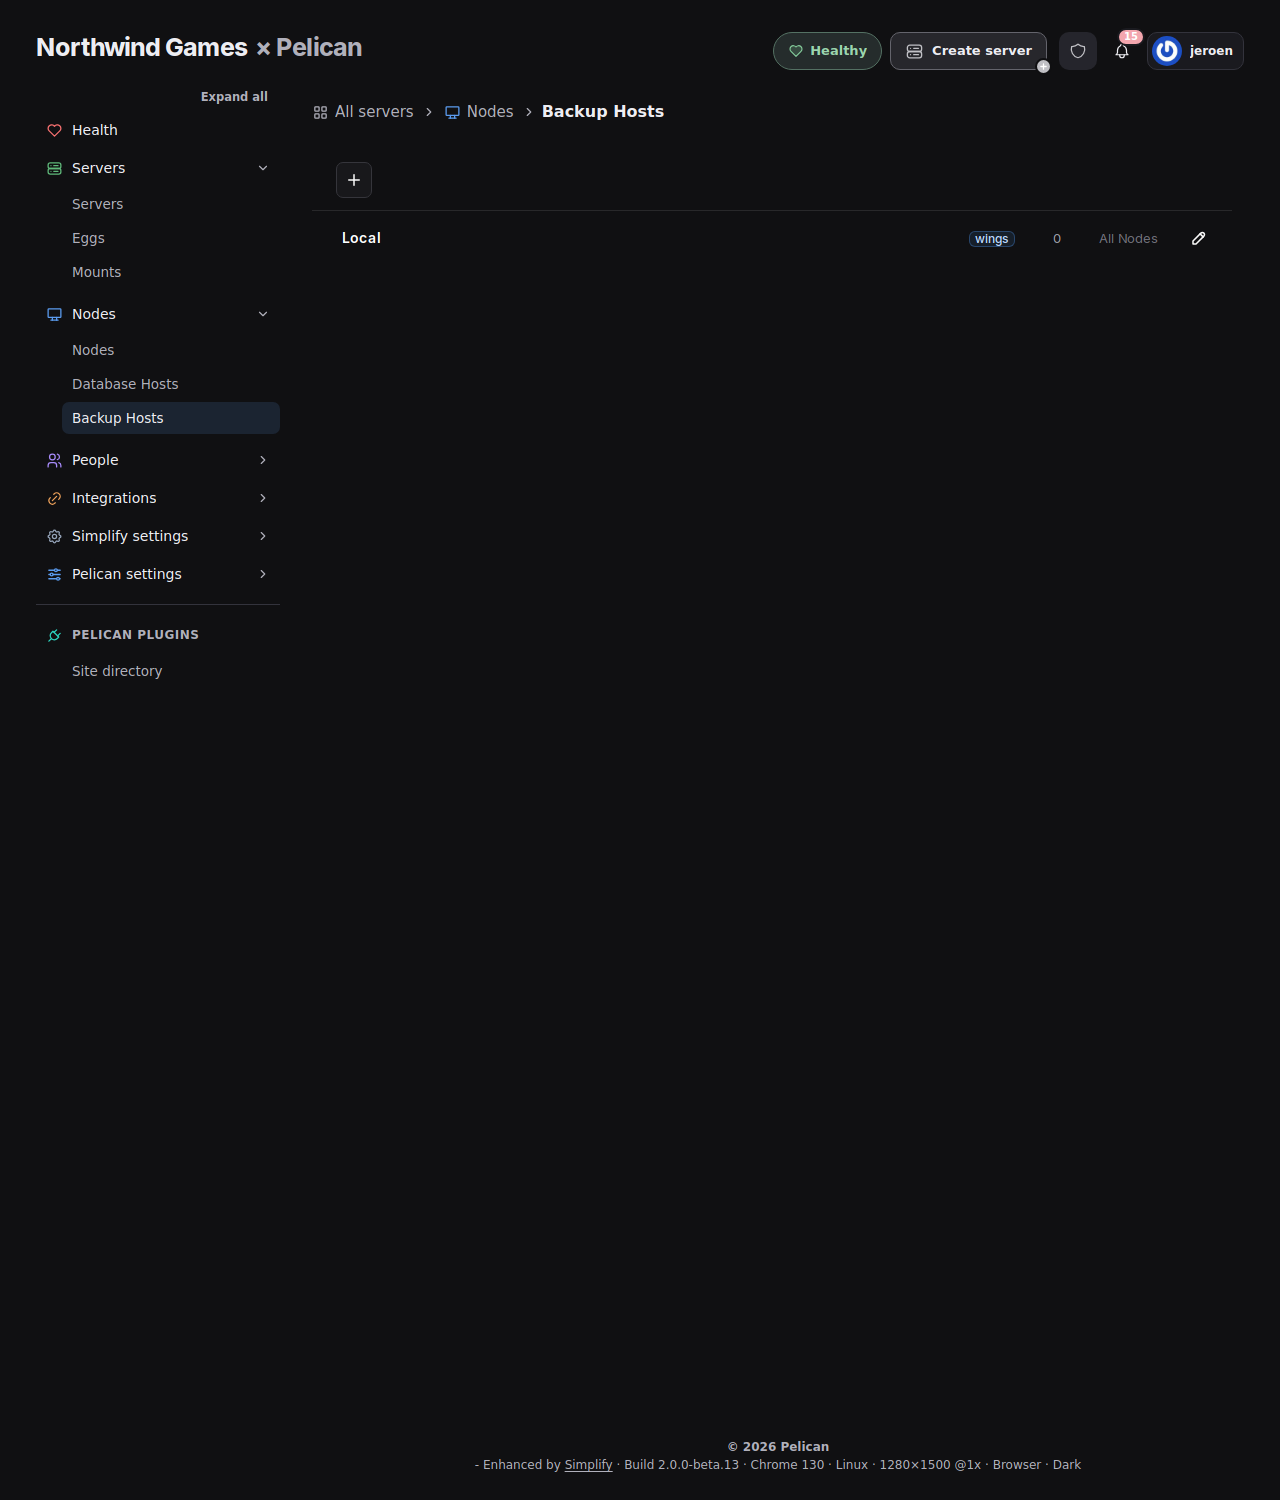 Northwind Games × Pelican
Healthy
Create server
15
jeroen
Expand all
Health
Servers
Servers
Eggs
Mounts
Nodes
Nodes
Database Hosts
Backup Hosts
People
Integrations
Simplify settings
Pelican settings
PELICAN PLUGINS
Site directory
All servers > Nodes > Backup Hosts
Local wings 0 All Nodes
© 2026 Pelican
- Enhanced by Simplify · Build 2.0.0-beta.13 · Chrome 130 · Linux · 1280×1500 @1x · Browser · Dark